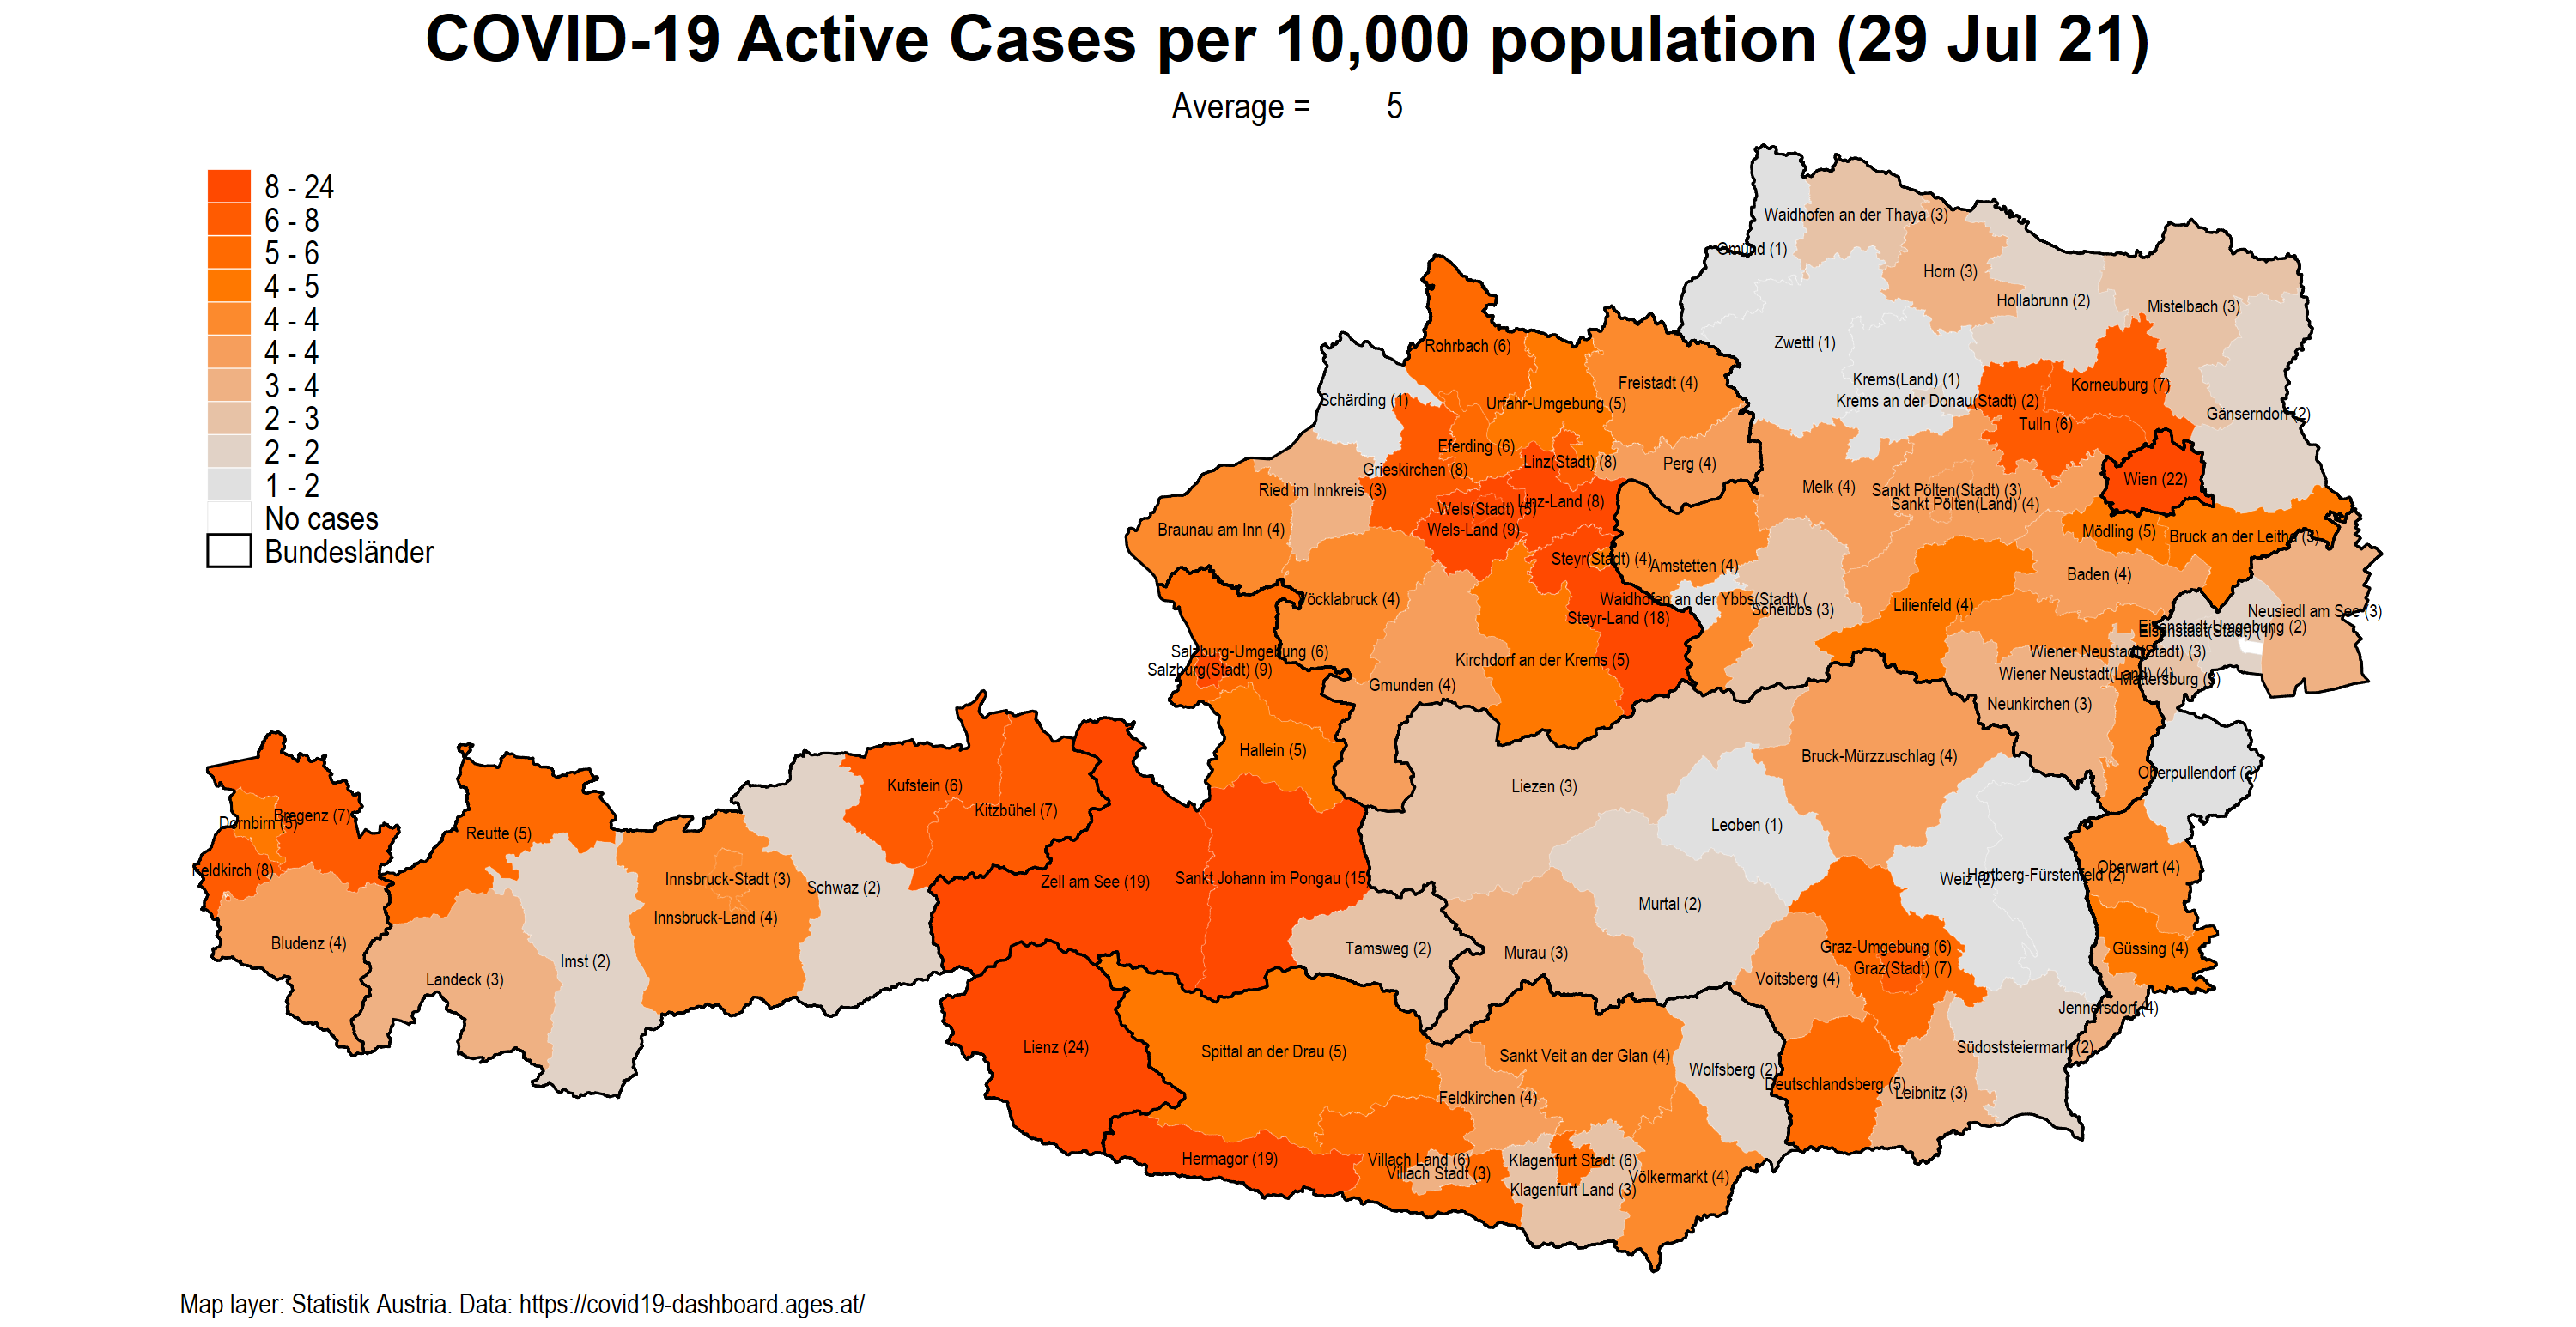 COVID-19 Active Cases per 10,000 population (29 Jul 21)
Average = 5
8 - 24
6 - 8
5 - 6
4 - 5
4 - 4
4 - 4
3 - 4
2 - 3
2 - 2
1 - 2
No cases
Bundesländer
Waidhofen an der Thaya (3)
Gmünd (1)
Horn (3)
Hollabrunn (2)
Mistelbach (3)
Zwettl (1)
Rohrbach (6)
Freistadt (4)
Krems(Land) (1)
Korneuburg (7)
Schärding (1)
Urfahr-Umgebung (5)
Krems an der Donau(Stadt) (2)
Gänserndorf (2)
Tulln (6)
Eferding (6)
Linz(Stadt) (8)
Perg (4)
Grieskirchen (8)
Wien (22)
Ried im Innkreis (3)
Melk (4)
Sankt Pölten(Stadt) (3)
Linz-Land (8)
Sankt Pölten(Land) (4)
Wels(Stadt) (5)
Braunau am Inn (4)
Wels-Land (9)
Mödling (5)
Bruck an der Leitha (5)
Steyr(Stadt) (4)
Amstetten (4)
Baden (4)
Vöcklabruck (4)
Waidhofen an der Ybbs(Stadt) (
Scheibbs (3)
Lilienfeld (4)
Neusiedl am See (3)
Steyr-Land (18)
Eisenstadt-Umgebung (2)
Eisenstadt(Stadt) (1)
Salzburg-Umgebung (6)
Wiener Neustadt(Stadt) (3)
Kirchdorf an der Krems (5)
Salzburg(Stadt) (9)
Wiener Neustadt(Land) (4)
Mattersburg (3)
Gmunden (4)
Neunkirchen (3)
Hallein (5)
Bruck-Mürzzuschlag (4)
Oberpullendorf (2)
Kufstein (6)
Liezen (3)
Kitzbühel (7)
Bregenz (7)
Dornbirn (5)
Reutte (5)
Leoben (1)
Oberwart (4)
Feldkirch (8)
Innsbruck-Stadt (3)
Zell am See (19)
Sankt Johann im Pongau (15)
Weiz (2)
Hartberg-Fürstenfeld (2)
Schwaz (2)
Murtal (2)
Innsbruck-Land (4)
Bludenz (4)
Tamsweg (2)
Graz-Umgebung (6)
Güssing (4)
Murau (3)
Imst (2)
Graz(Stadt) (7)
Landeck (3)
Voitsberg (4)
Jennersdorf (4)
Lienz (24)
Spittal an der Drau (5)
Sankt Veit an der Glan (4)
Südoststeiermark (2)
Wolfsberg (2)
Deutschlandsberg (5)
Leibnitz (3)
Feldkirchen (4)
Hermagor (19)
Villach Land (6)
Klagenfurt Stadt (6)
Villach Stadt (3)
Völkermarkt (4)
Klagenfurt Land (3)
Map layer: Statistik Austria. Data: https://covid19-dashboard.ages.at/